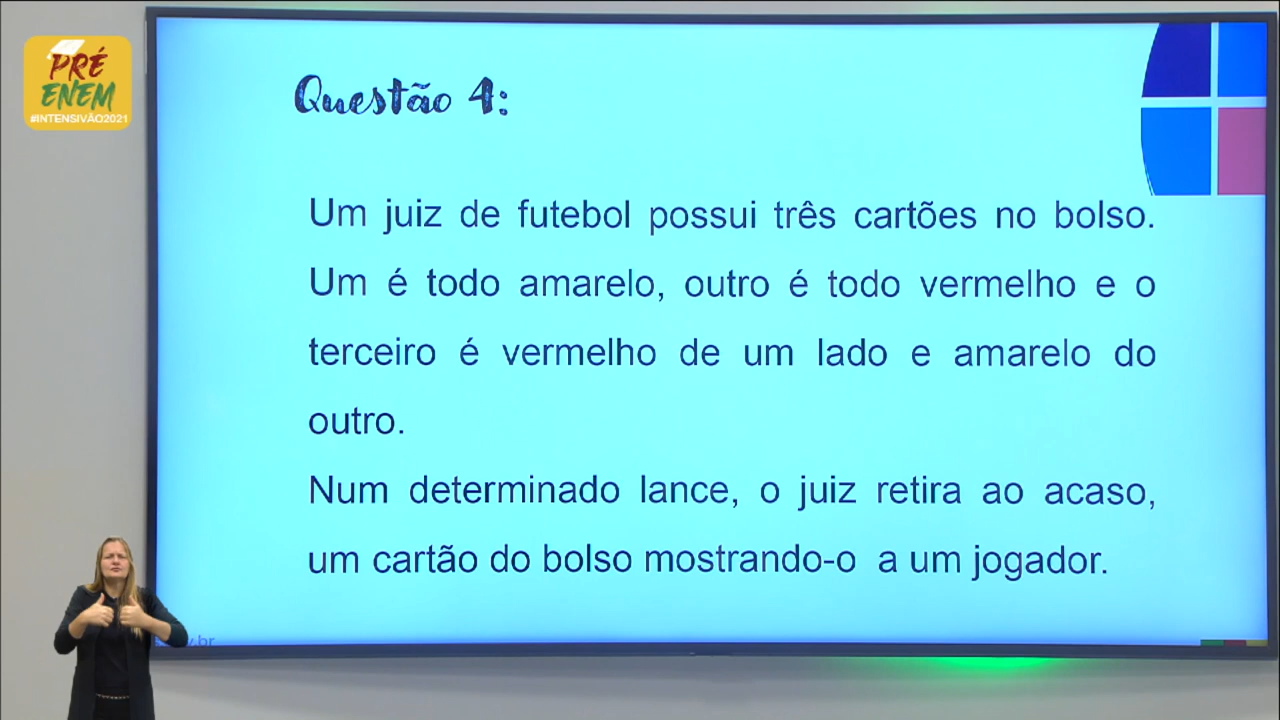 PRÉ
ENEM
#INTENSIVÃO2021
Questão 4:
Um juiz de futebol possui três cartões no bolso.
Um é todo amarelo, outro é todo vermelho e o
terceiro é vermelho de um lado e amarelo do
outro.
Num determinado lance, o juiz retira ao acaso,
um cartão do bolso mostrando-o a um jogador.